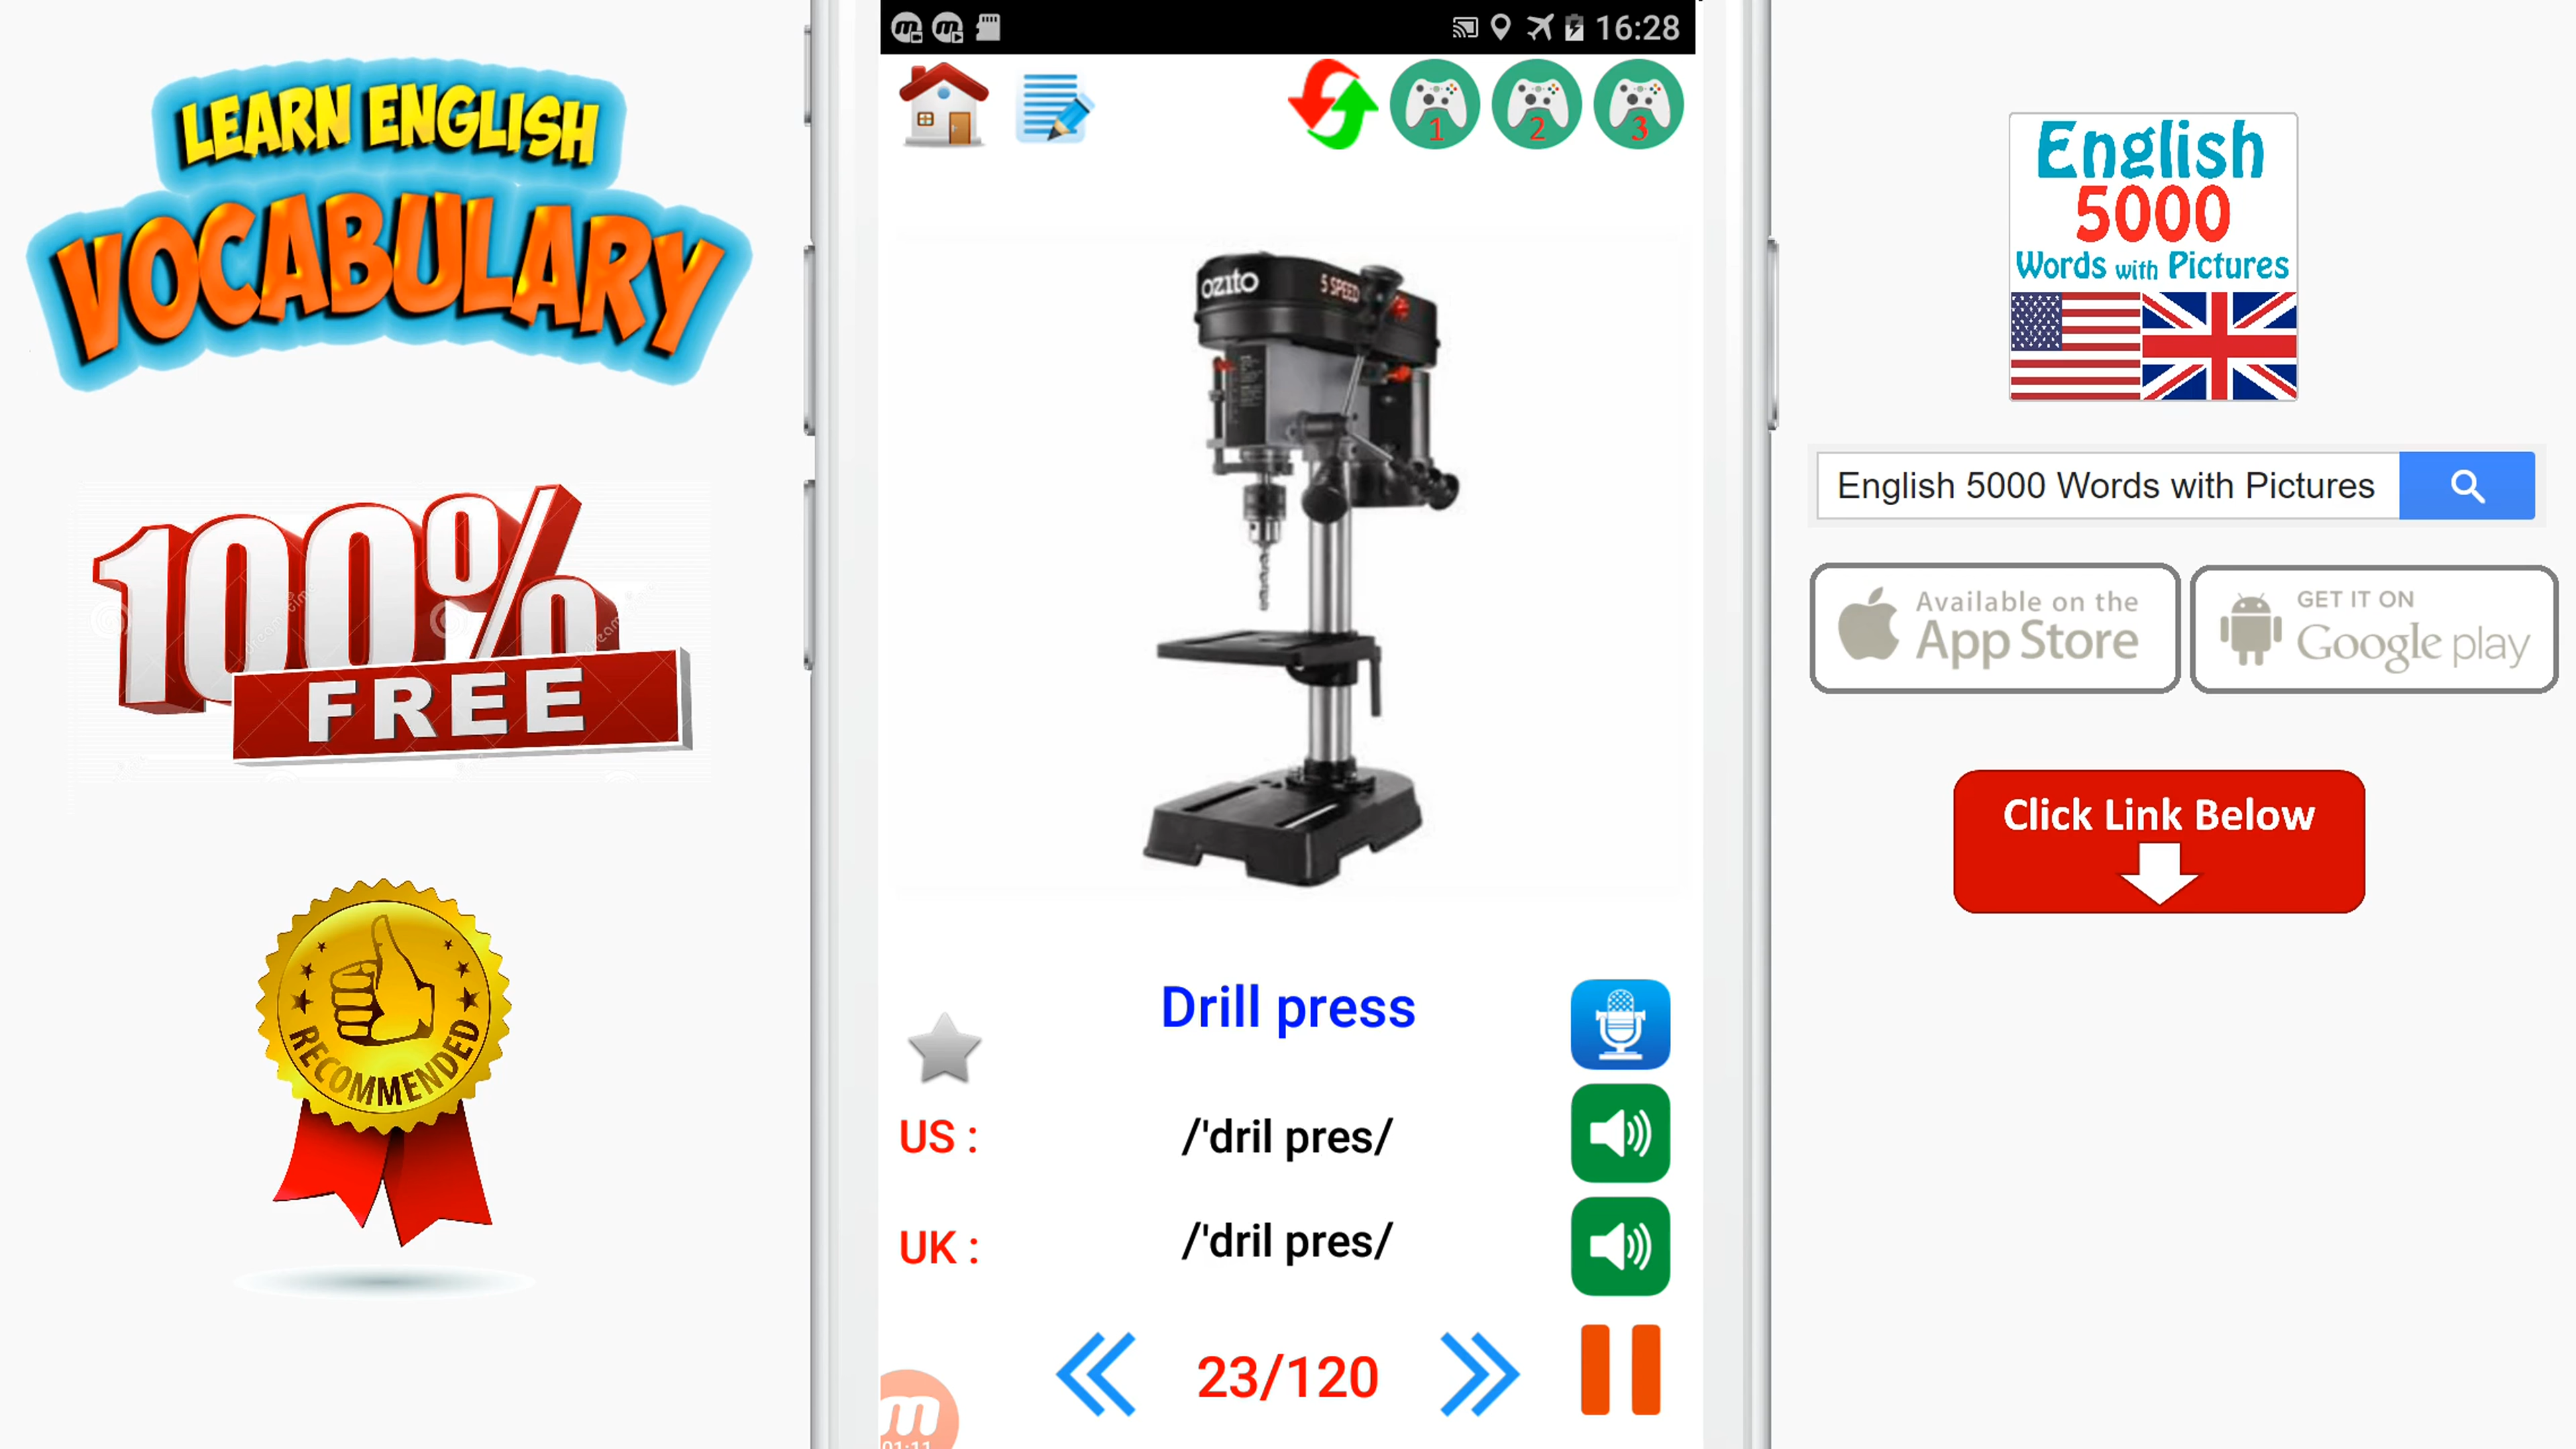 LEARN ENGLISH
VOCABULARY
100%
FREE
RECOMMENDED
16:28
1
2
3
ozito
5 SPEED
Drill press
US :
/'dril pres/
UK :
/'dril pres/
23/120
01:11
English
5000
Words with Pictures
English 5000 Words with Pictures
Available on the
App Store
GET IT ON
Google play
Click Link Below